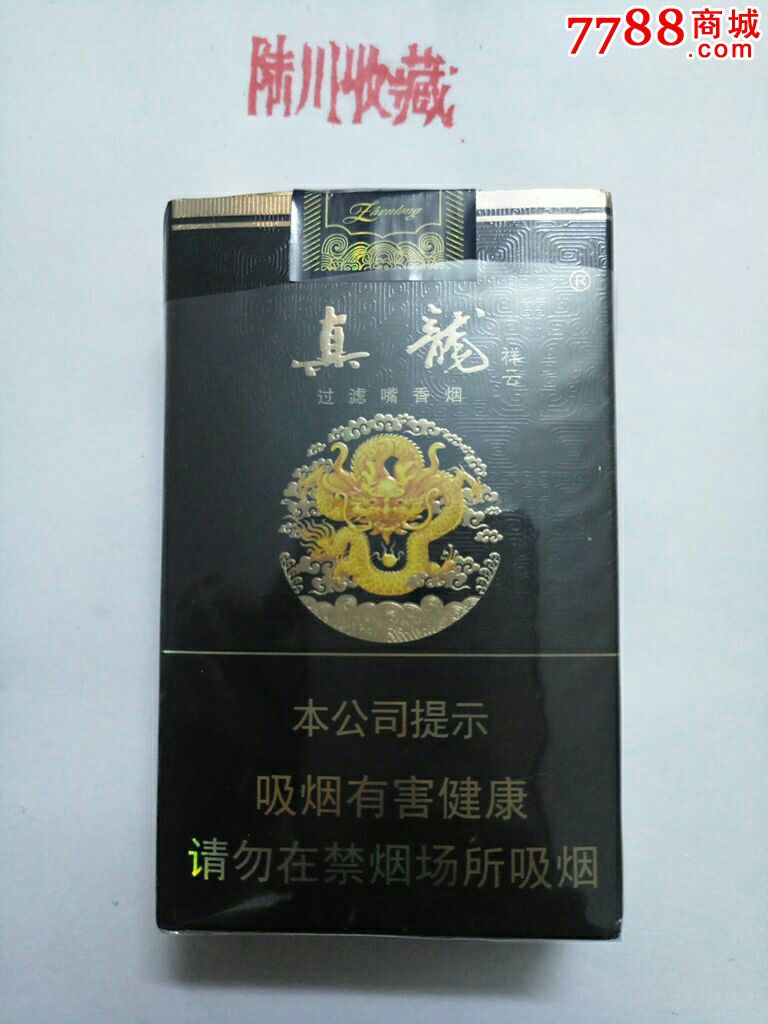 7788商城
.com
陆川收藏
Zhenlong
®
真龍
祥云
过滤嘴香烟
本公司提示
吸烟有害健康
请勿在禁烟场所吸烟